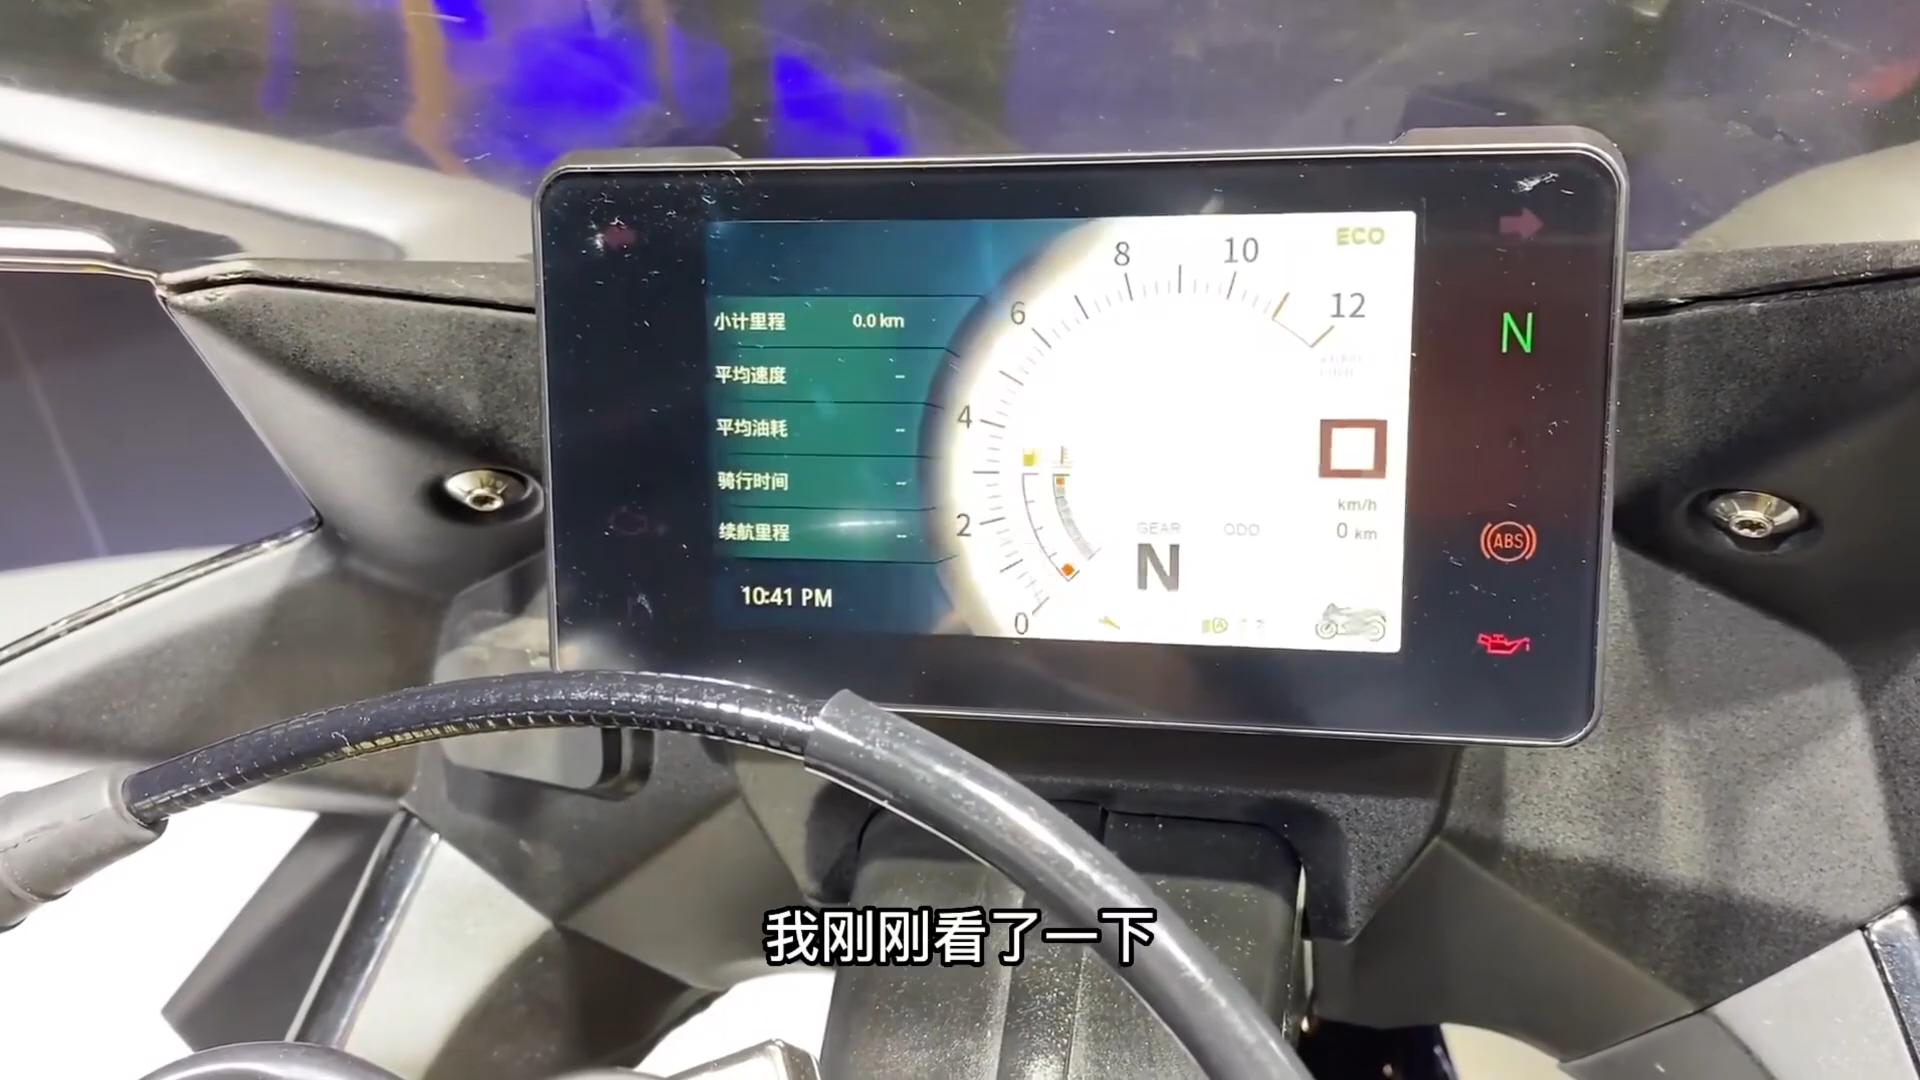 ECO
8
10
12
6
4
2
0
小计里程 0.0 km
平均速度 --
平均油耗 --
骑行时间 --
续航里程 --
10:41 PM
N
km/h
GEAR
N
ODO
0 km
ABS
我刚刚看了一下